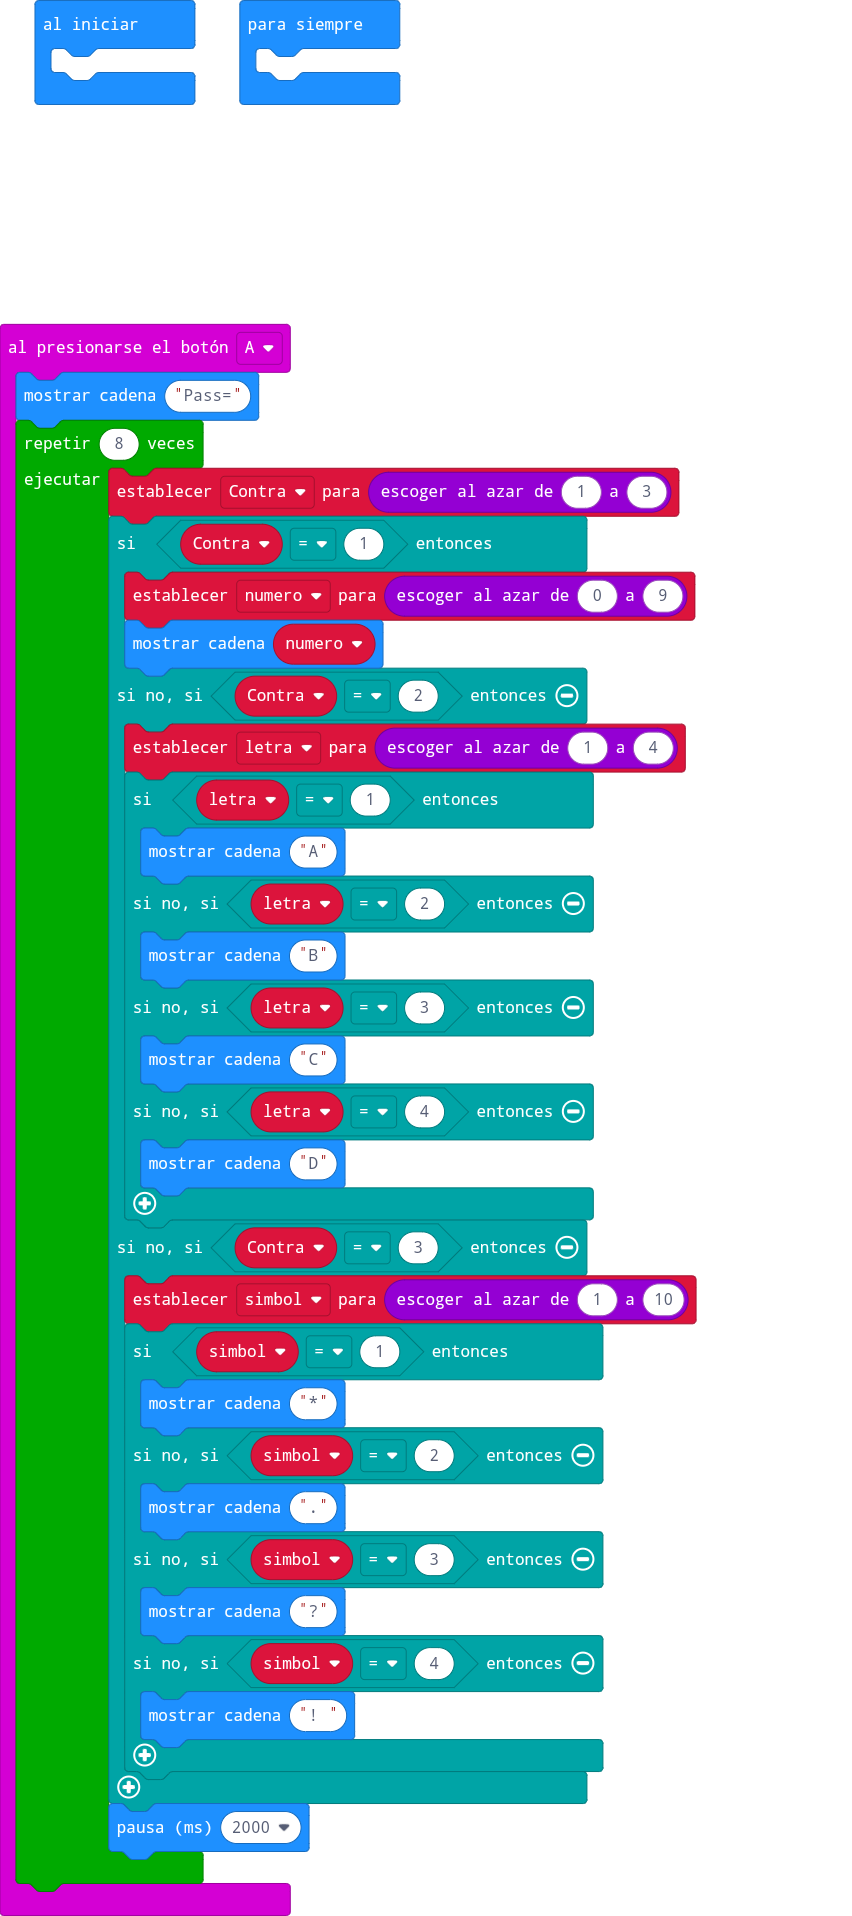 al iniciar
para siempre
al presionarse el botón A
mostrar cadena "Pass="
repetir 8 veces
ejecutar
establecer Contra para escoger al azar de 1 a 3
si Contra = 1 entonces
establecer numero para escoger al azar de 0 a 9
mostrar cadena numero
si no, si Contra = 2 entonces
establecer letra para escoger al azar de 1 a 4
si letra = 1 entonces
mostrar cadena "A"
si no, si letra = 2 entonces
mostrar cadena "B"
si no, si letra = 3 entonces
mostrar cadena "C"
si no, si letra = 4 entonces
mostrar cadena "D"
si no, si Contra = 3 entonces
establecer simbol para escoger al azar de 1 a 10
si simbol = 1 entonces
mostrar cadena "*"
si no, si simbol = 2 entonces
mostrar cadena "."
si no, si simbol = 3 entonces
mostrar cadena "?"
si no, si simbol = 4 entonces
mostrar cadena "! "
pausa (ms) 2000